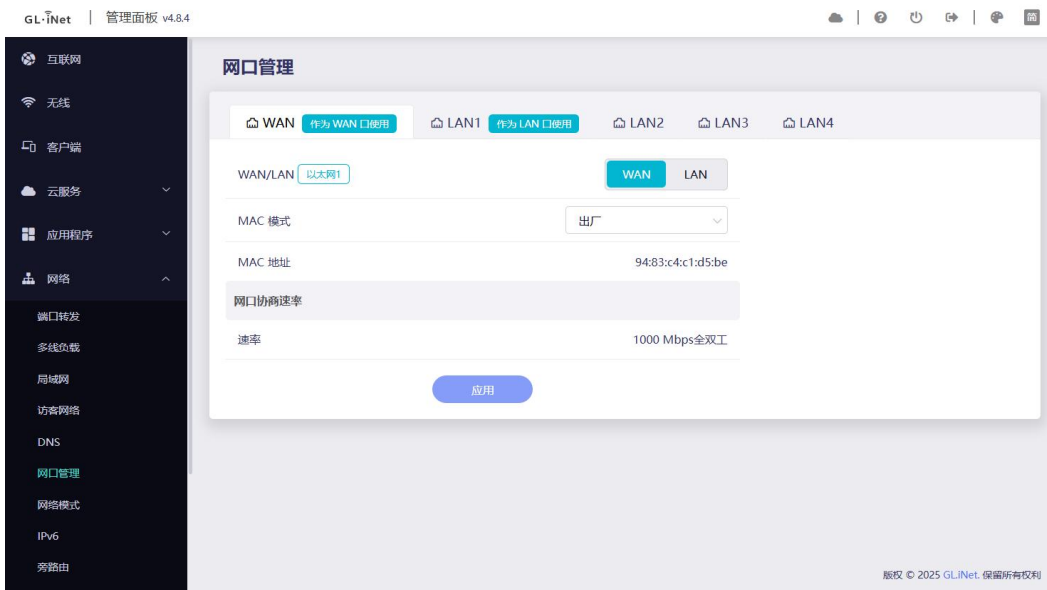 GL·iNet 管理面板 v4.8.4
简
互联网
无线
客户端
云服务
应用程序
网络
端口转发
多线负载
局域网
访客网络
DNS
网口管理
网络模式
IPv6
旁路由
网口管理
WAN 作为 WAN 口使用 LAN1 作为 LAN 口使用 LAN2 LAN3 LAN4
WAN/LAN 以太网1 WAN LAN
MAC 模式 出厂
MAC 地址 94:83:c4:c1:d5:be
网口协商速率
速率 1000 Mbps全双工
应用
版权 © 2025 GL.iNet. 保留所有权利